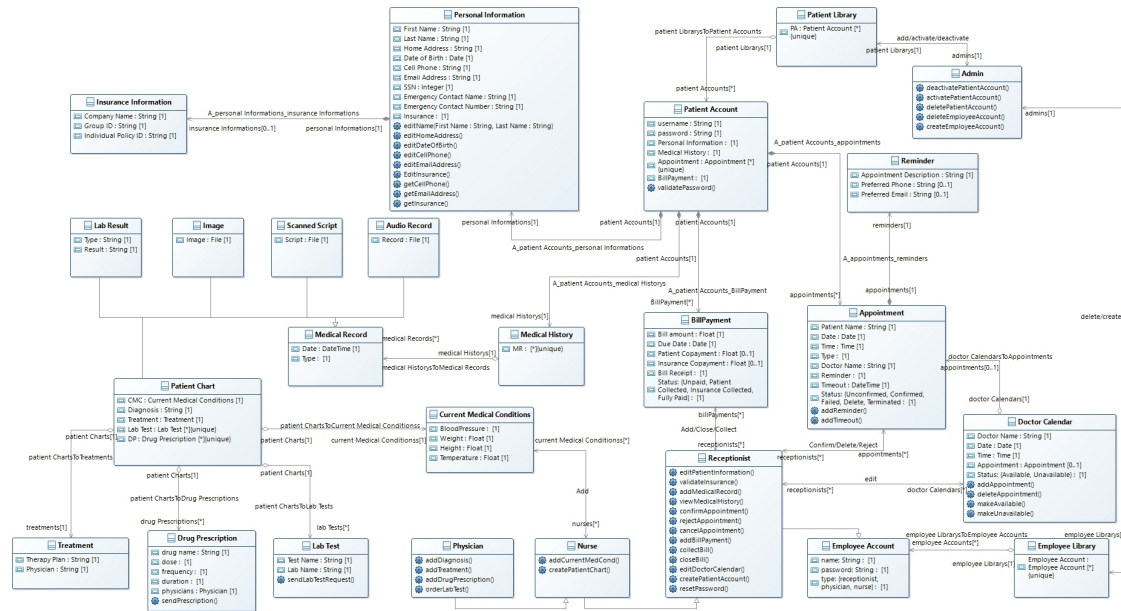 Personal Information
First Name : String [1]
Last Name : String [1]
Home Address : String [1]
Date of Birth : Date [1]
Cell Phone : String [1]
Email Address : String [1]
SSN : Integer [1]
Emergency Contact Name : String [1]
Emergency Contact Number : String [1]
Insurance : [1]
editName(First Name : String, Last Name : String)
editHomeAddress()
editDateOfBirth()
editCellPhone()
editEmailAddress()
EditInsurance()
getCellPhone()
getEmailAddress()
getInsurance()
Patient Library
PA : Patient Account [*]
{unique}
patient LibrarysToPatient Accounts
patient Librarys[1]
add/activate/deactivate
patient Librarys[1]
admins[1]
Admin
deactivatePatientAccount()
activatePatientAccount()
deletePatientAccount()
deleteEmployeeAccount()
createEmployeeAccount()
admins[1]
patient Accounts[*]
Insurance Information
Company Name : String [1]
Group ID : String [1]
Individual Policy ID : String [1]
A_personal Informations_insurance Informations
insurance Informations[0..1]
personal Informations[1]
Patient Account
username : String [1]
password : String [1]
Personal Information : [1]
Medical History : [1]
Appointment : Appointment [*]
{unique}
BillPayment : [1]
validatePassword()
A_patient Accounts_appointments
patient Accounts[1]
Reminder
Appointment Description : String [1]
Preferred Phone : String [0..1]
Preferred Email : String [0..1]
reminders[1]
A_appointments_reminders
appointments[1]
appointments[*]
Lab Result
Type : String [1]
Result : String [1]
Image
Image : File [1]
Scanned Script
Script : File [1]
Audio Record
Record : File [1]
personal Informations[1]
patient Accounts[1]
patient Accounts[1]
A_patient Accounts_personal Informations
patient Accounts[1]
A_patient Accounts_medical Historys
A_patient Accounts_BillPayment
BillPayment[*]
medical Historys[1]
Medical Record
Date : DateTime [1]
Type : [1]
medical Records[*]
medical Historys[1]
medical HistorysToMedical Records
Medical History
MR : [*]{unique}
BillPayment
Bill amount : Float [1]
Due Date : Date [1]
Patient Copayment : Float [0..1]
Insurance Copayment : Float [0..1]
Bill Receipt : [1]
Status: (Unpaid, Patient
Collected, Insurance Collected,
Fully Paid) : [1]
billPayments[*]
Add/Close/Collect
receptionists[1]
Appointment
Patient Name : String [1]
Date : Date [1]
Time : Time [1]
Type : [1]
Doctor Name : String [1]
Reminder : [1]
Timeout : DateTime [1]
Status: (Unconfirmed, Confirmed,
Failed, Delete, Terminated : [1]
addReminder()
addTimeout()
delete/create
doctor CalendarsToAppointments
appointments[0..1]
doctor Calendars[1]
Confirm/Delete/Reject
receptionists[1]
appointments[*]
Patient Chart
CMC : Current Medical Conditions [1]
Diagnosis : String [1]
Treatment : Treatment [1]
Lab Test : Lab Test [*]{unique}
DP : Drug Prescription [*]{unique}
patient Charts[1]
patient ChartsToTreatments
patient Charts[1]
patient ChartsToDrug Prescriptions
patient ChartsToCurrent Medical Conditionss
patient Charts[1]
current Medical Conditionss[1]
patient Charts[1]
patient ChartsToLab Tests
treatments[1]
drug Prescriptions[*]
lab Tests[*]
Current Medical Conditions
BloodPressure : [1]
Weight : Float [1]
Height : Float [1]
Temperature : Float [1]
current Medical Conditionss[*]
Add
nurses[*]
Receptionist
editPatientInformation()
validateInsurance()
addMedicalRecord()
viewMedicalHistory()
confirmAppointment()
rejectAppointment()
cancelAppointment()
addBillPayment()
collectBill()
closeBill()
editDoctorCalendar()
createPatientAccount()
resetPassword()
edit
receptionists[1]
doctor Calendars[*]
Doctor Calendar
Doctor Name : String [1]
Date : Date [1]
Time : Time [1]
Appointment : Appointment [0..1]
Status: (Available, Unavailable) : [1]
addAppointment()
deleteAppointment()
makeAvailable()
makeUnavailable()
Treatment
Therapy Plan : String [1]
Physician : String [1]
Drug Prescription
drug name : String [1]
dose : [1]
frequency : [1]
duration : [1]
physicians : Physician [1]
sendPrescription()
Lab Test
Test Name : String [1]
Lab Name : String [1]
sendLabTestRequest()
Physician
addDiagnosis()
addTreatment()
addDrugPrescription()
orderLabTest()
Nurse
addCurrentMedCond()
createPatientChart()
Employee Account
name: String : [1]
password: String : [1]
type: (receptionist,
physician, nurse) : [1]
employee LibrarysToEmployee Accounts
employee Accounts[*]
employee Librarys[1]
employee Librarys[1]
Employee Library
Employee Account :
Employee Account [*]
{unique}